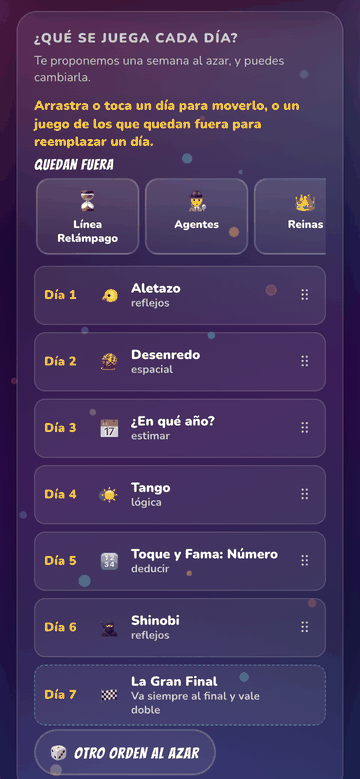 ¿QUÉ SE JUEGA CADA DÍA?
Te proponemos una semana al azar, y puedes
cambiarla.
Arrastra o toca un día para moverlo, o un
juego de los que quedan fuera para
reemplazar un día.
QUEDAN FUERA
Línea
Relámpago
Agentes
Reinas
Día 1
Aletazo
reflejos
Día 2
Desenredo
espacial
Día 3
17
¿En qué año?
estimar
Día 4
Tango
lógica
Día 5
12
34
Toque y Fama: Número
deducir
Día 6
Shinobi
reflejos
Día 7
La Gran Final
Va siempre al final y vale
doble
OTRO ORDEN AL AZAR